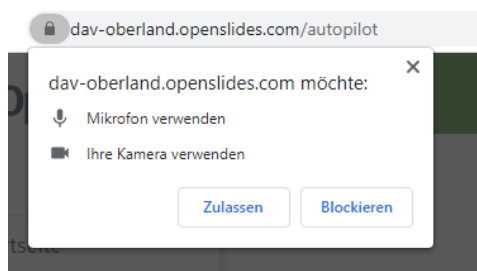 dav-oberland.openslides.com/autopilot
dav-oberland.openslides.com möchte:
Mikrofon verwenden
Ihre Kamera verwenden
Zulassen
Blockieren